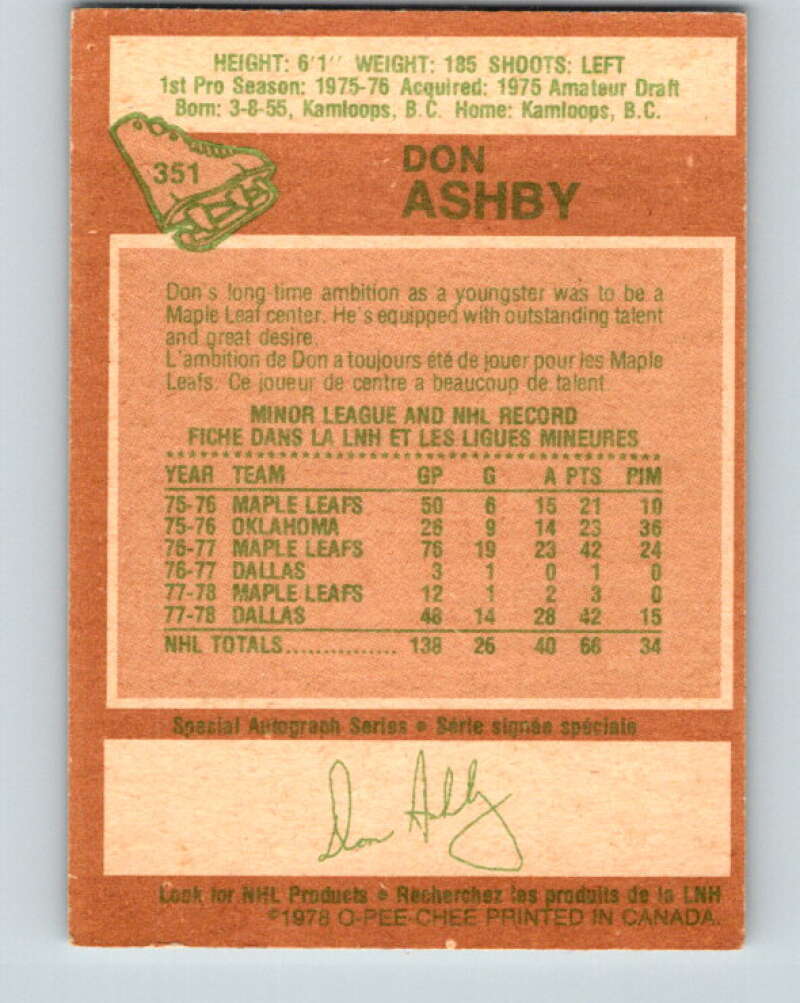 HEIGHT: 6'1" WEIGHT: 185 SHOOTS: LEFT
1st Pro Season: 1975-76 Acquired: 1975 Amateur Draft
Born: 3-8-55, Kamloops, B.C. Home: Kamloops, B.C.
351
DON
ASHBY
Don's long time ambition as a youngster was to be a
Maple Leaf center. He's equipped with outstanding talent
and great desire.
L'ambition de Don a toujours été de jouer pour les Maple
Leafs. Ce joueur de centre a beaucoup de talent.
MINOR LEAGUE AND NHL RECORD
FICHE DANS LA LNH ET LES LIGUES MINEURES
YEAR TEAM GP G A PTS PIM
75-76 MAPLE LEAFS 50 6 15 21 10
75-76 OKLAHOMA 26 9 14 23 36
76-77 MAPLE LEAFS 76 19 23 42 24
76-77 DALLAS 3 1 0 1 0
77-78 MAPLE LEAFS 12 1 2 3 0
77-78 DALLAS 48 14 28 42 15
NHL TOTALS............... 138 26 40 66 34
Special Autograph Series • Série signée spéciale
Don Ashby
Look for NHL Products • Recherchez les produits de la LNH
©1978 O-PEE-CHEE PRINTED IN CANADA.